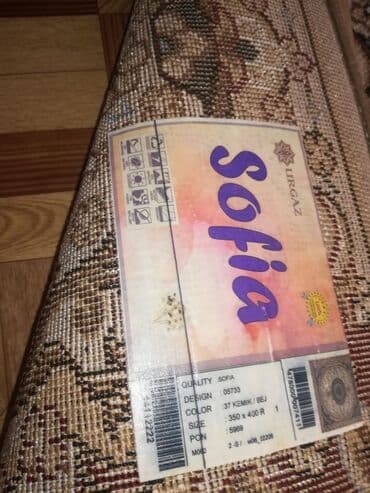 URGAZ
Sofia
QUALITY : SOFIA
DESIGN : 05733
COLOR : 37 KEMIK / BEJ
SIZE : 350 x 400 R 1
PON : 5969